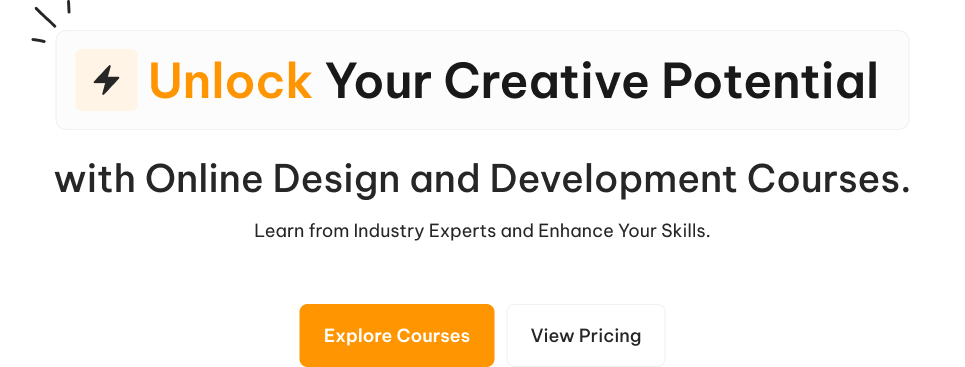 Unlock Your Creative Potential
with Online Design and Development Courses.
Learn from Industry Experts and Enhance Your Skills.
Explore Courses
View Pricing